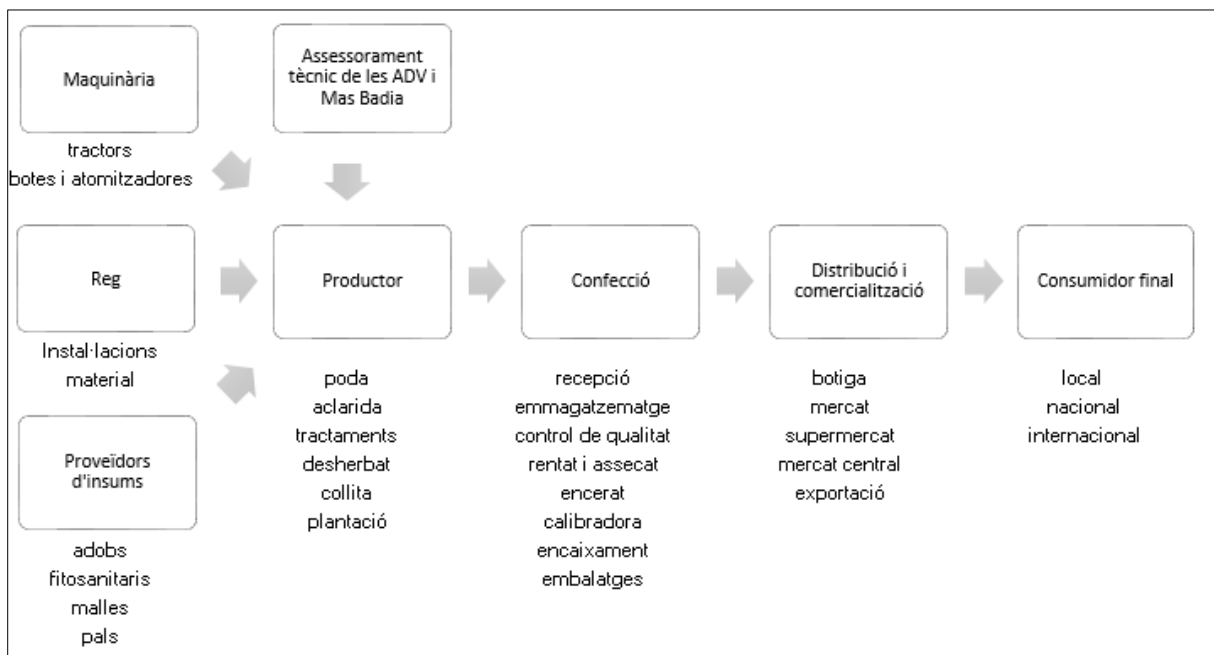 Maquinària
tractors
botes i atomitzadores
Assessorament
tècnic de les ADV i
Mas Badia
Reg
Instal·lacions
material
Proveïdors
d'insums
adobs
fitosanitaris
malles
pals
Productor
poda
aclarida
tractaments
desherbat
collita
plantació
Confecció
recepció
emmagatzematge
control de qualitat
rentat i assecat
encerat
calibradora
encaixament
embalatges
Distribució i
comercialització
botiga
mercat
supermercat
mercat central
exportació
Consumidor final
local
nacional
internacional